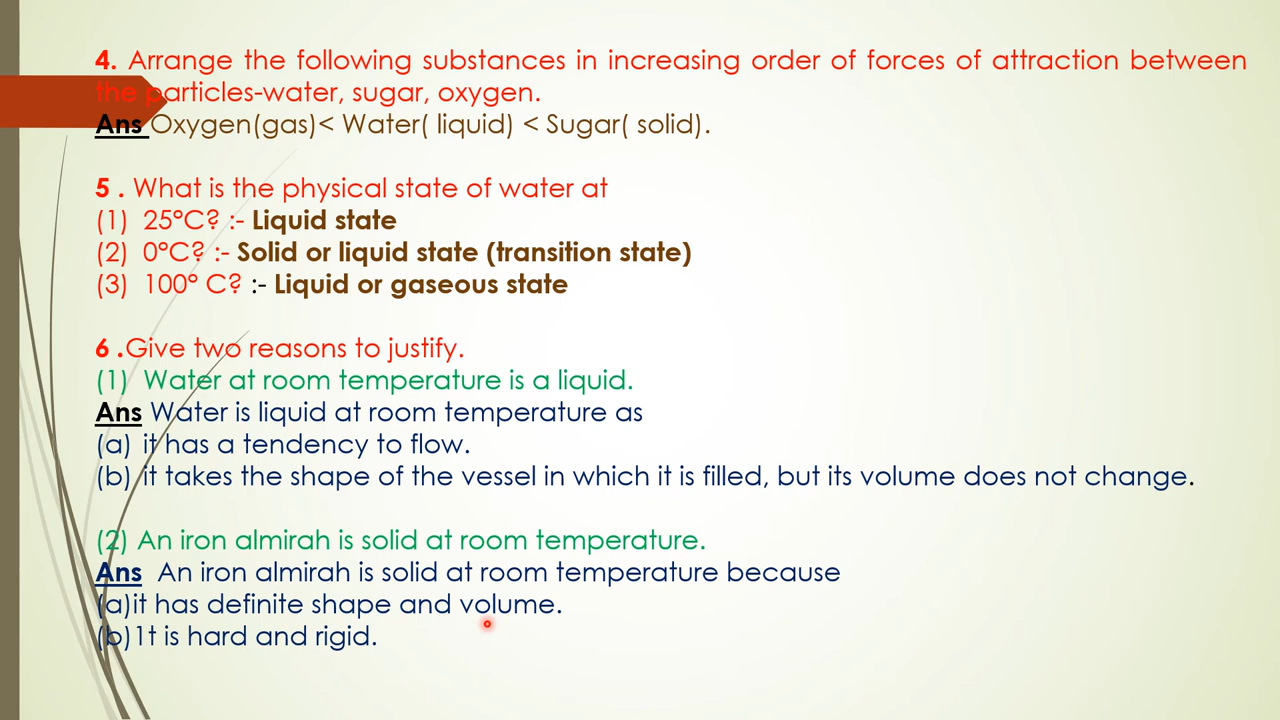 4. Arrange the following substances in increasing order of forces of attraction between
the particles-water, sugar, oxygen.
Ans Oxygen(gas)< Water( liquid) < Sugar( solid).
5 . What is the physical state of water at
(1) 25°C? :- Liquid state
(2) 0°C? :- Solid or liquid state (transition state)
(3) 100° C? :- Liquid or gaseous state
6 .Give two reasons to justify.
(1) Water at room temperature is a liquid.
Ans Water is liquid at room temperature as
(a) it has a tendency to flow.
(b) it takes the shape of the vessel in which it is filled, but its volume does not change.
(2) An iron almirah is solid at room temperature.
Ans An iron almirah is solid at room temperature because
(a)it has definite shape and volume.
(b)1t is hard and rigid.